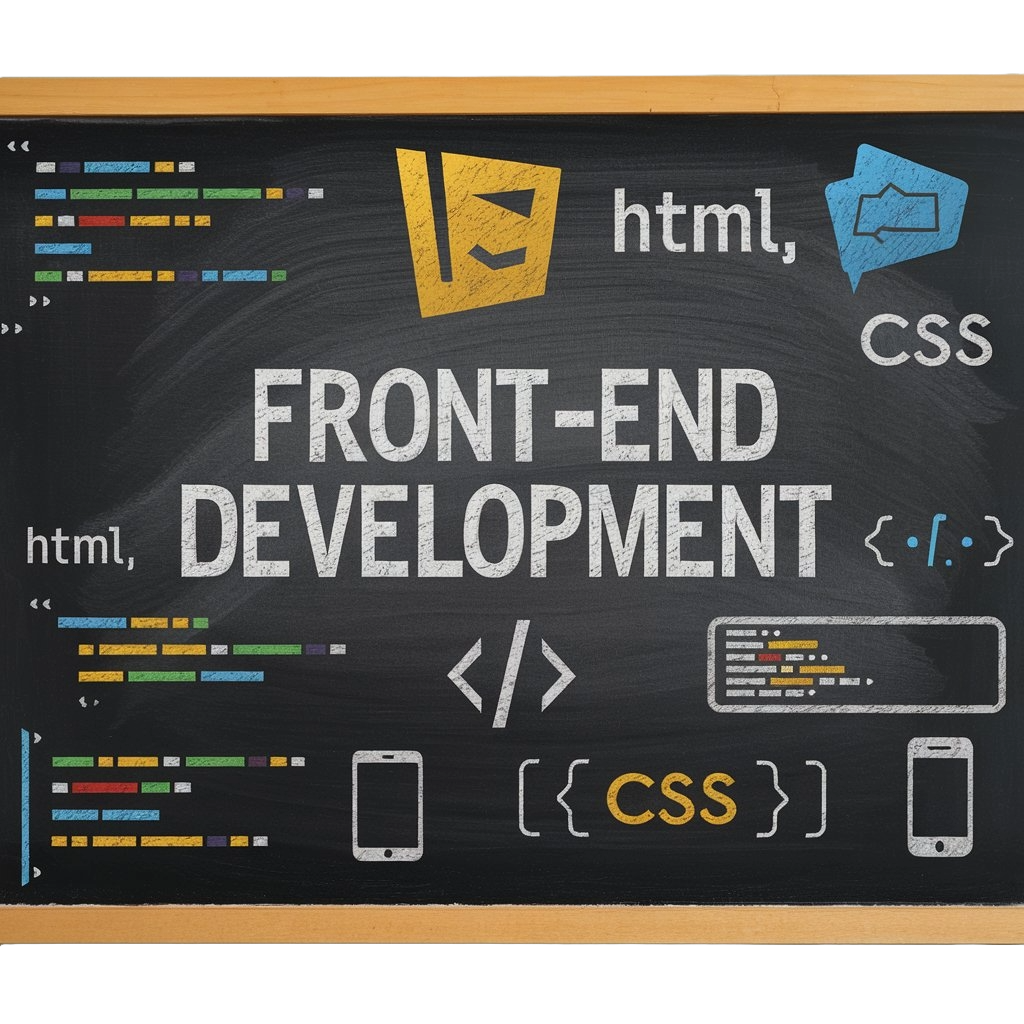 html,
CSS
FRONT-END
DEVELOPMENT
html,
</>
[{CSS}]